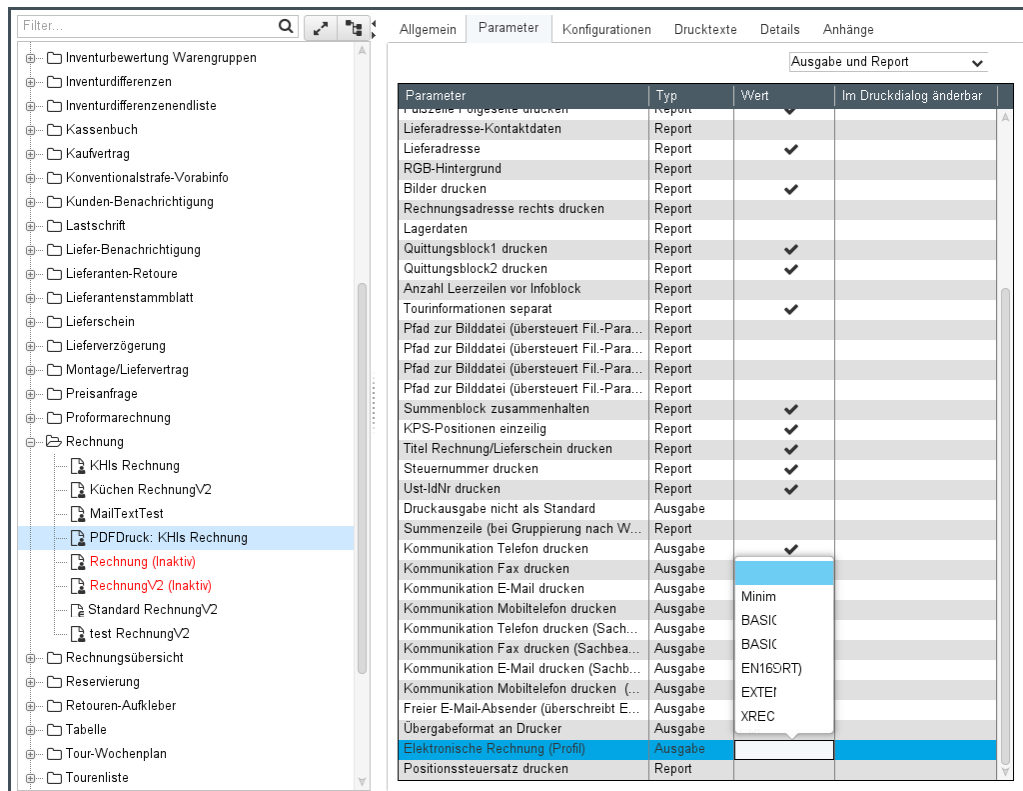 Filter...
Inventurbewertung Warengruppen
Inventurdifferenzen
Inventurdifferenzenendliste
Kassenbuch
Kaufvertrag
Konventionalstrafe-Vorabinfo
Kunden-Benachrichtigung
Lastschrift
Liefer-Benachrichtigung
Lieferanten-Retoure
Lieferantenstammblatt
Lieferschein
Lieferverzögerung
Montage/Liefervertrag
Preisanfrage
Proformarechnung
Rechnung
KHIs Rechnung
Küchen RechnungV2
MailTextTest
PDFDruck: KHIs Rechnung
Rechnung (Inaktiv)
RechnungV2 (Inaktiv)
Standard RechnungV2
test RechnungV2
Rechnungsübersicht
Reservierung
Retouren-Aufkleber
Tabelle
Tour-Wochenplan
Tourenliste
Allgemein Parameter Konfigurationen Drucktexte Details Anhänge
Ausgabe und Report
Parameter Typ Wert Im Druckdialog änderbar
Fußzeile Folgeseite drucken Report
Lieferadresse-Kontaktdaten Report
Lieferadresse Report
RGB-Hintergrund Report
Bilder drucken Report
Rechnungsadresse rechts drucken Report
Lagerdaten Report
Quittungsblock1 drucken Report
Quittungsblock2 drucken Report
Anzahl Leerzeilen vor Infoblock Report
Tourinformationen separat Report
Pfad zur Bilddatei (übersteuert Fil.-Para... Report
Pfad zur Bilddatei (übersteuert Fil.-Para... Report
Pfad zur Bilddatei (übersteuert Fil.-Para... Report
Pfad zur Bilddatei (übersteuert Fil.-Para... Report
Summenblock zusammenhalten Report
KPS-Positionen einzeilig Report
Titel Rechnung/Lieferschein drucken Report
Steuernummer drucken Report
Ust-IdNr drucken Report
Druckausgabe nicht als Standard Ausgabe
Summenzeile (bei Gruppierung nach W... Report
Kommunikation Telefon drucken Ausgabe
Kommunikation Fax drucken Ausgabe
Kommunikation E-Mail drucken Ausgabe
Kommunikation Mobiltelefon drucken Ausgabe
Kommunikation Telefon drucken (Sach... Ausgabe
Kommunikation Fax drucken (Sachbea... Ausgabe
Kommunikation E-Mail drucken (Sachb... Ausgabe
Kommunikation Mobiltelefon drucken (... Ausgabe
Freier E-Mail-Absender (überschreibt E... Ausgabe
Übergabeformat an Drucker Ausgabe
Elektronische Rechnung (Profil) Ausgabe
Positionssteuersatz drucken Report
Minim
BASIC
BASIC
EXTEN
XREC